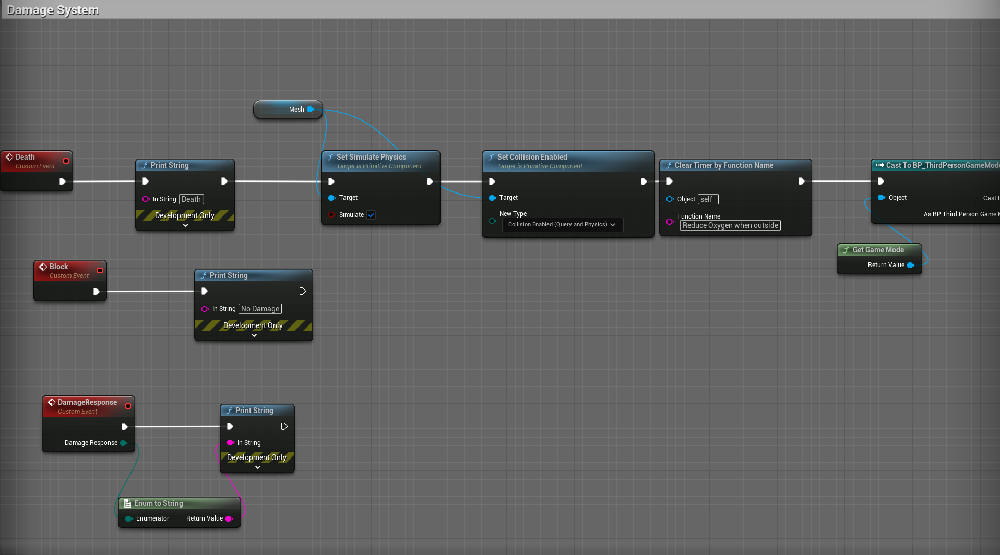 Damage System
Mesh
Death
Custom Event
Print String
In String Death
Development Only
Set Simulate Physics
Target is Primitive Component
Target
Simulate
Set Collision Enabled
Target is Primitive Component
Target
New Type
Collision Enabled (Query and Physics)
Clear Timer by Function Name
Object self
Function Name
Reduce Oxygen when outside
Cast To BP_ThirdPersonGameMode
Object
Cast F
As BP Third Person Game M
Get Game Mode
Return Value
Block
Custom Event
Print String
In String No Damage
Development Only
DamageResponse
Custom Event
Damage Response
Print String
In String
Development Only
Enum to String
Enumerator Return Value